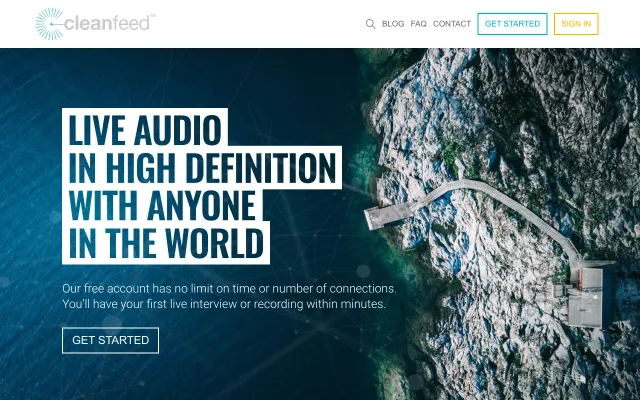 cleanfeed™
BLOG FAQ CONTACT GET STARTED SIGN IN
LIVE AUDIO
IN HIGH DEFINITION
WITH ANYONE
IN THE WORLD
Our free account has no limit on time or number of connections.
You'll have your first live interview or recording within minutes.
GET STARTED